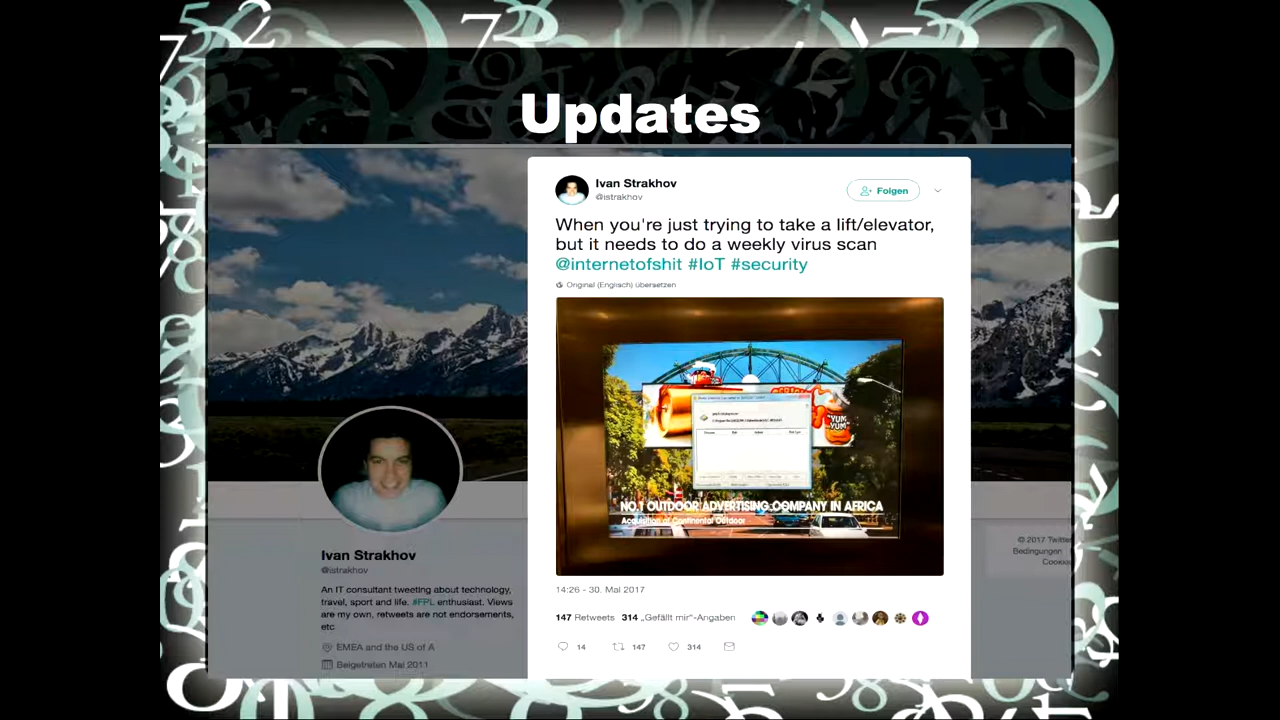 Updates
Ivan Strakhov
@istrakhov
Folgen
When you're just trying to take a lift/elevator,
but it needs to do a weekly virus scan
@internetofshit #IoT #security
Original (Englisch) übersetzen
YUM
YUM
NO.1 OUTDOOR ADVERTISING COMPANY IN AFRICA
Acquisition of Continental Outdoor
14:26 - 30. Mai 2017
147 Retweets 314 „Gefällt mir“-Angaben
14 147 314
Ivan Strakhov
@istrakhov
An IT consultant tweeting about technology,
travel, sport and life. #FPL enthusiast. Views
are my own, retweets are not endorsements,
etc
EMEA and the US of A
Beigetreten Mai 2011
© 2017 Twitter
Bedingungen
Cookies